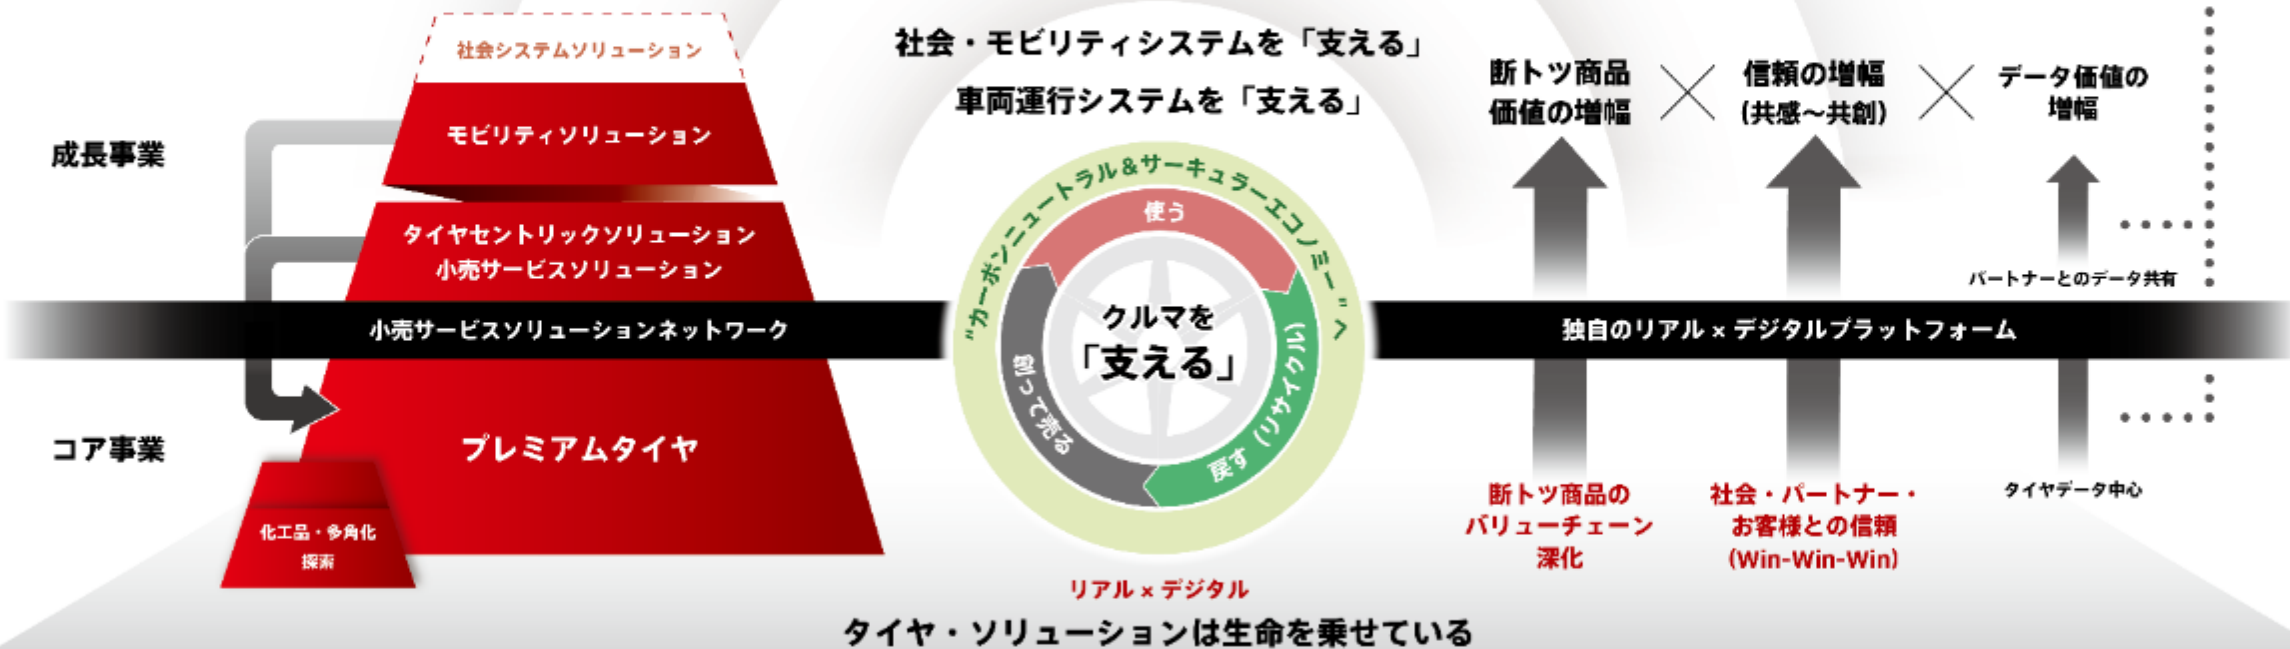 社会システムソリューション
モビリティソリューション
成長事業
タイヤセントリックソリューション
小売サービスソリューション
小売サービスソリューションネットワーク
コア事業
プレミアムタイヤ
化工品・多角化
探索
社会・モビリティシステムを「支える」
車両運行システムを「支える」
“カーボンニュートラル&サーキュラーエコノミー”へ
使う
クルマを
「支える」
創って売る
戻す（リサイクル）
リアル×デジタル
タイヤ・ソリューションは生命を乗せている
断トツ商品
価値の増幅
×
信頼の増幅
(共感～共創)
×
データ価値の
増幅
パートナーとのデータ共有
独自のリアル×デジタルプラットフォーム
断トツ商品の
バリューチェーン
深化
社会・パートナー・
お客様との信頼
(Win-Win-Win)
タイヤデータ中心